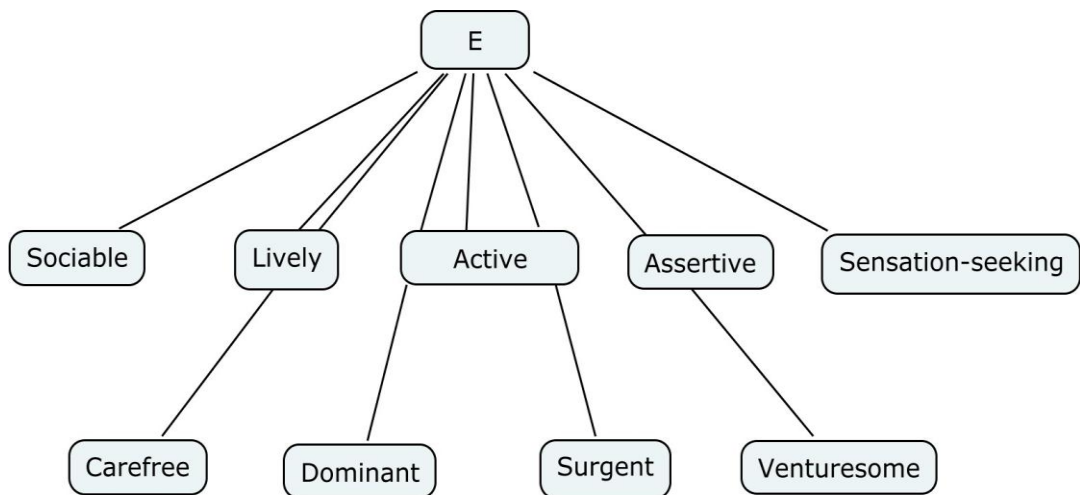 E
Sociable
Lively
Active
Assertive
Sensation-seeking
Carefree
Dominant
Surgent
Venturesome